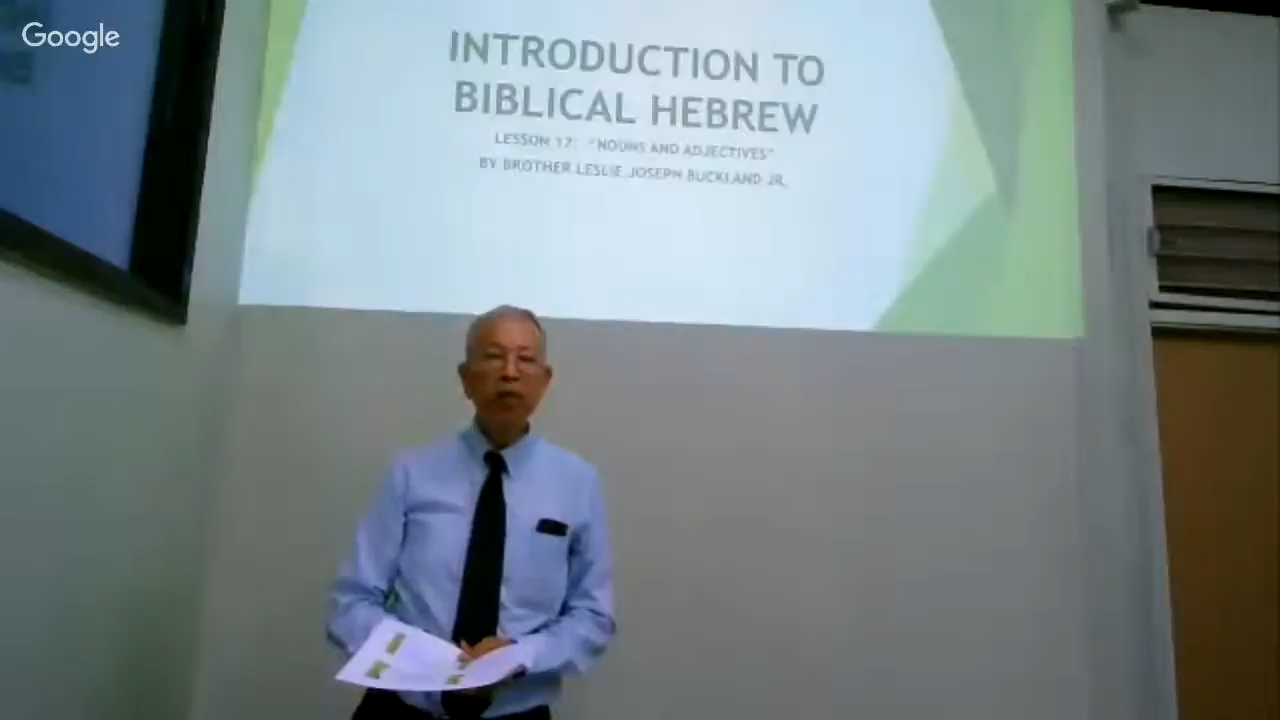 Google
INTRODUCTION TO
BIBLICAL HEBREW
LESSON 17: "NOUNS AND ADJECTIVES"
BY BROTHER LESLIE JOSEPH BUCKLAND JR.